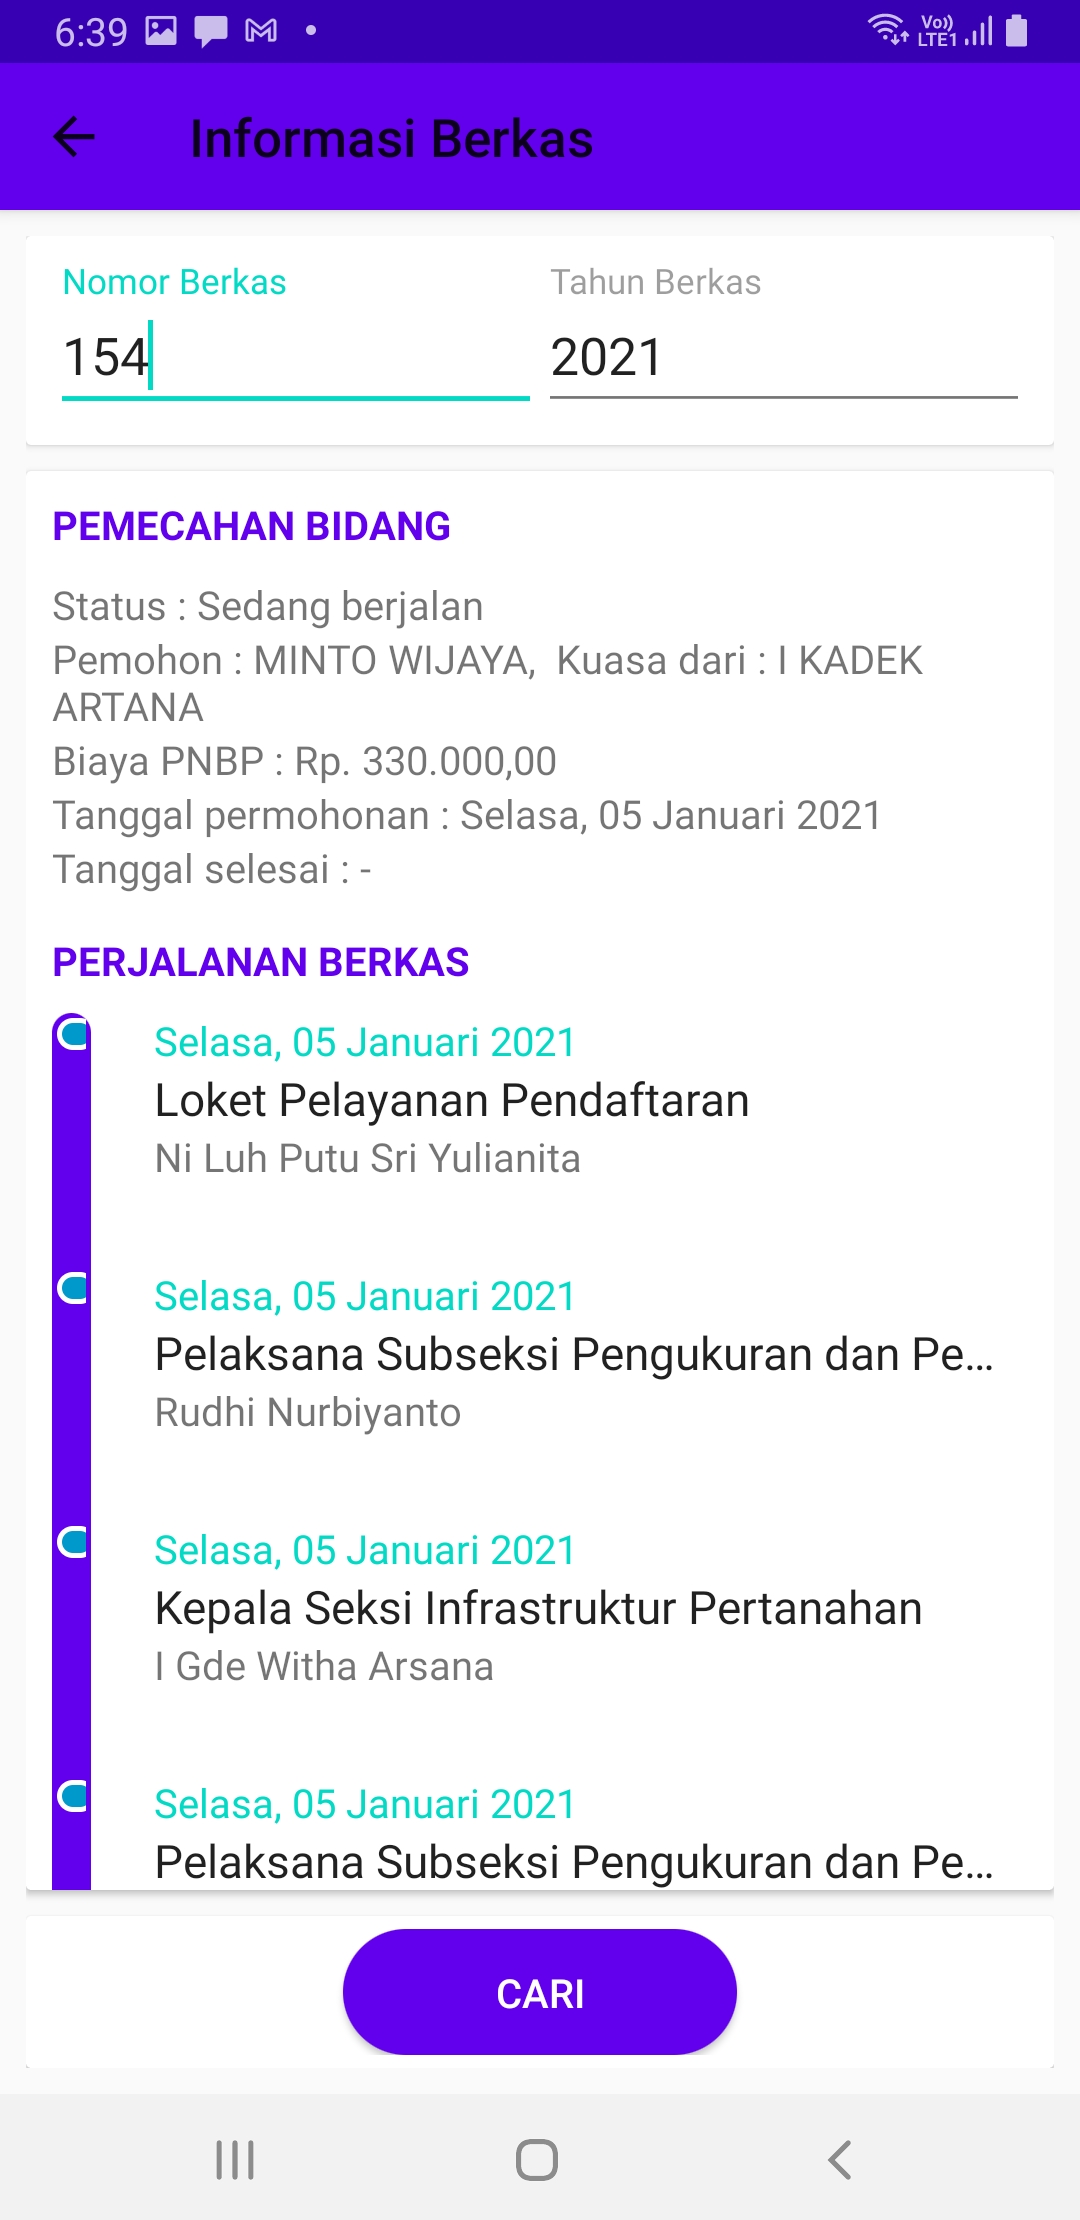 6:39
Vo))
LTE1
Informasi Berkas
Nomor Berkas
Tahun Berkas
154
2021
PEMECAHAN BIDANG
Status : Sedang berjalan
Pemohon : MINTO WIJAYA,  Kuasa dari : I KADEK
ARTANA
Biaya PNBP : Rp. 330.000,00
Tanggal permohonan : Selasa, 05 Januari 2021
Tanggal selesai : -
PERJALANAN BERKAS
Selasa, 05 Januari 2021
Loket Pelayanan Pendaftaran
Ni Luh Putu Sri Yulianita
Selasa, 05 Januari 2021
Pelaksana Subseksi Pengukuran dan Pe...
Rudhi Nurbiyanto
Selasa, 05 Januari 2021
Kepala Seksi Infrastruktur Pertanahan
I Gde Witha Arsana
Selasa, 05 Januari 2021
Pelaksana Subseksi Pengukuran dan Pe...
CARI